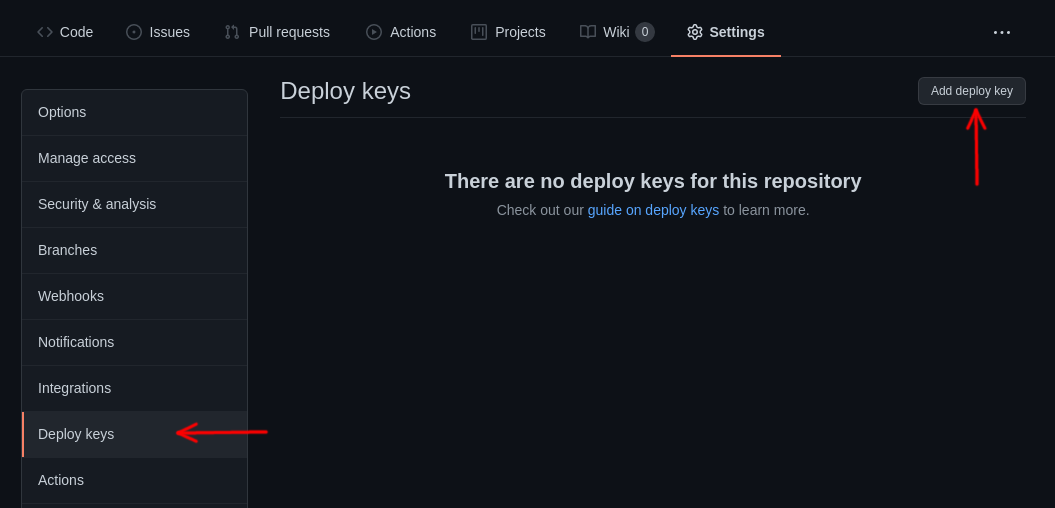 Code Issues Pull requests Actions Projects Wiki 0 Settings
Deploy keys
Add deploy key
Options
Manage access
Security & analysis
Branches
Webhooks
Notifications
Integrations
Deploy keys
Actions
There are no deploy keys for this repository
Check out our guide on deploy keys to learn more.